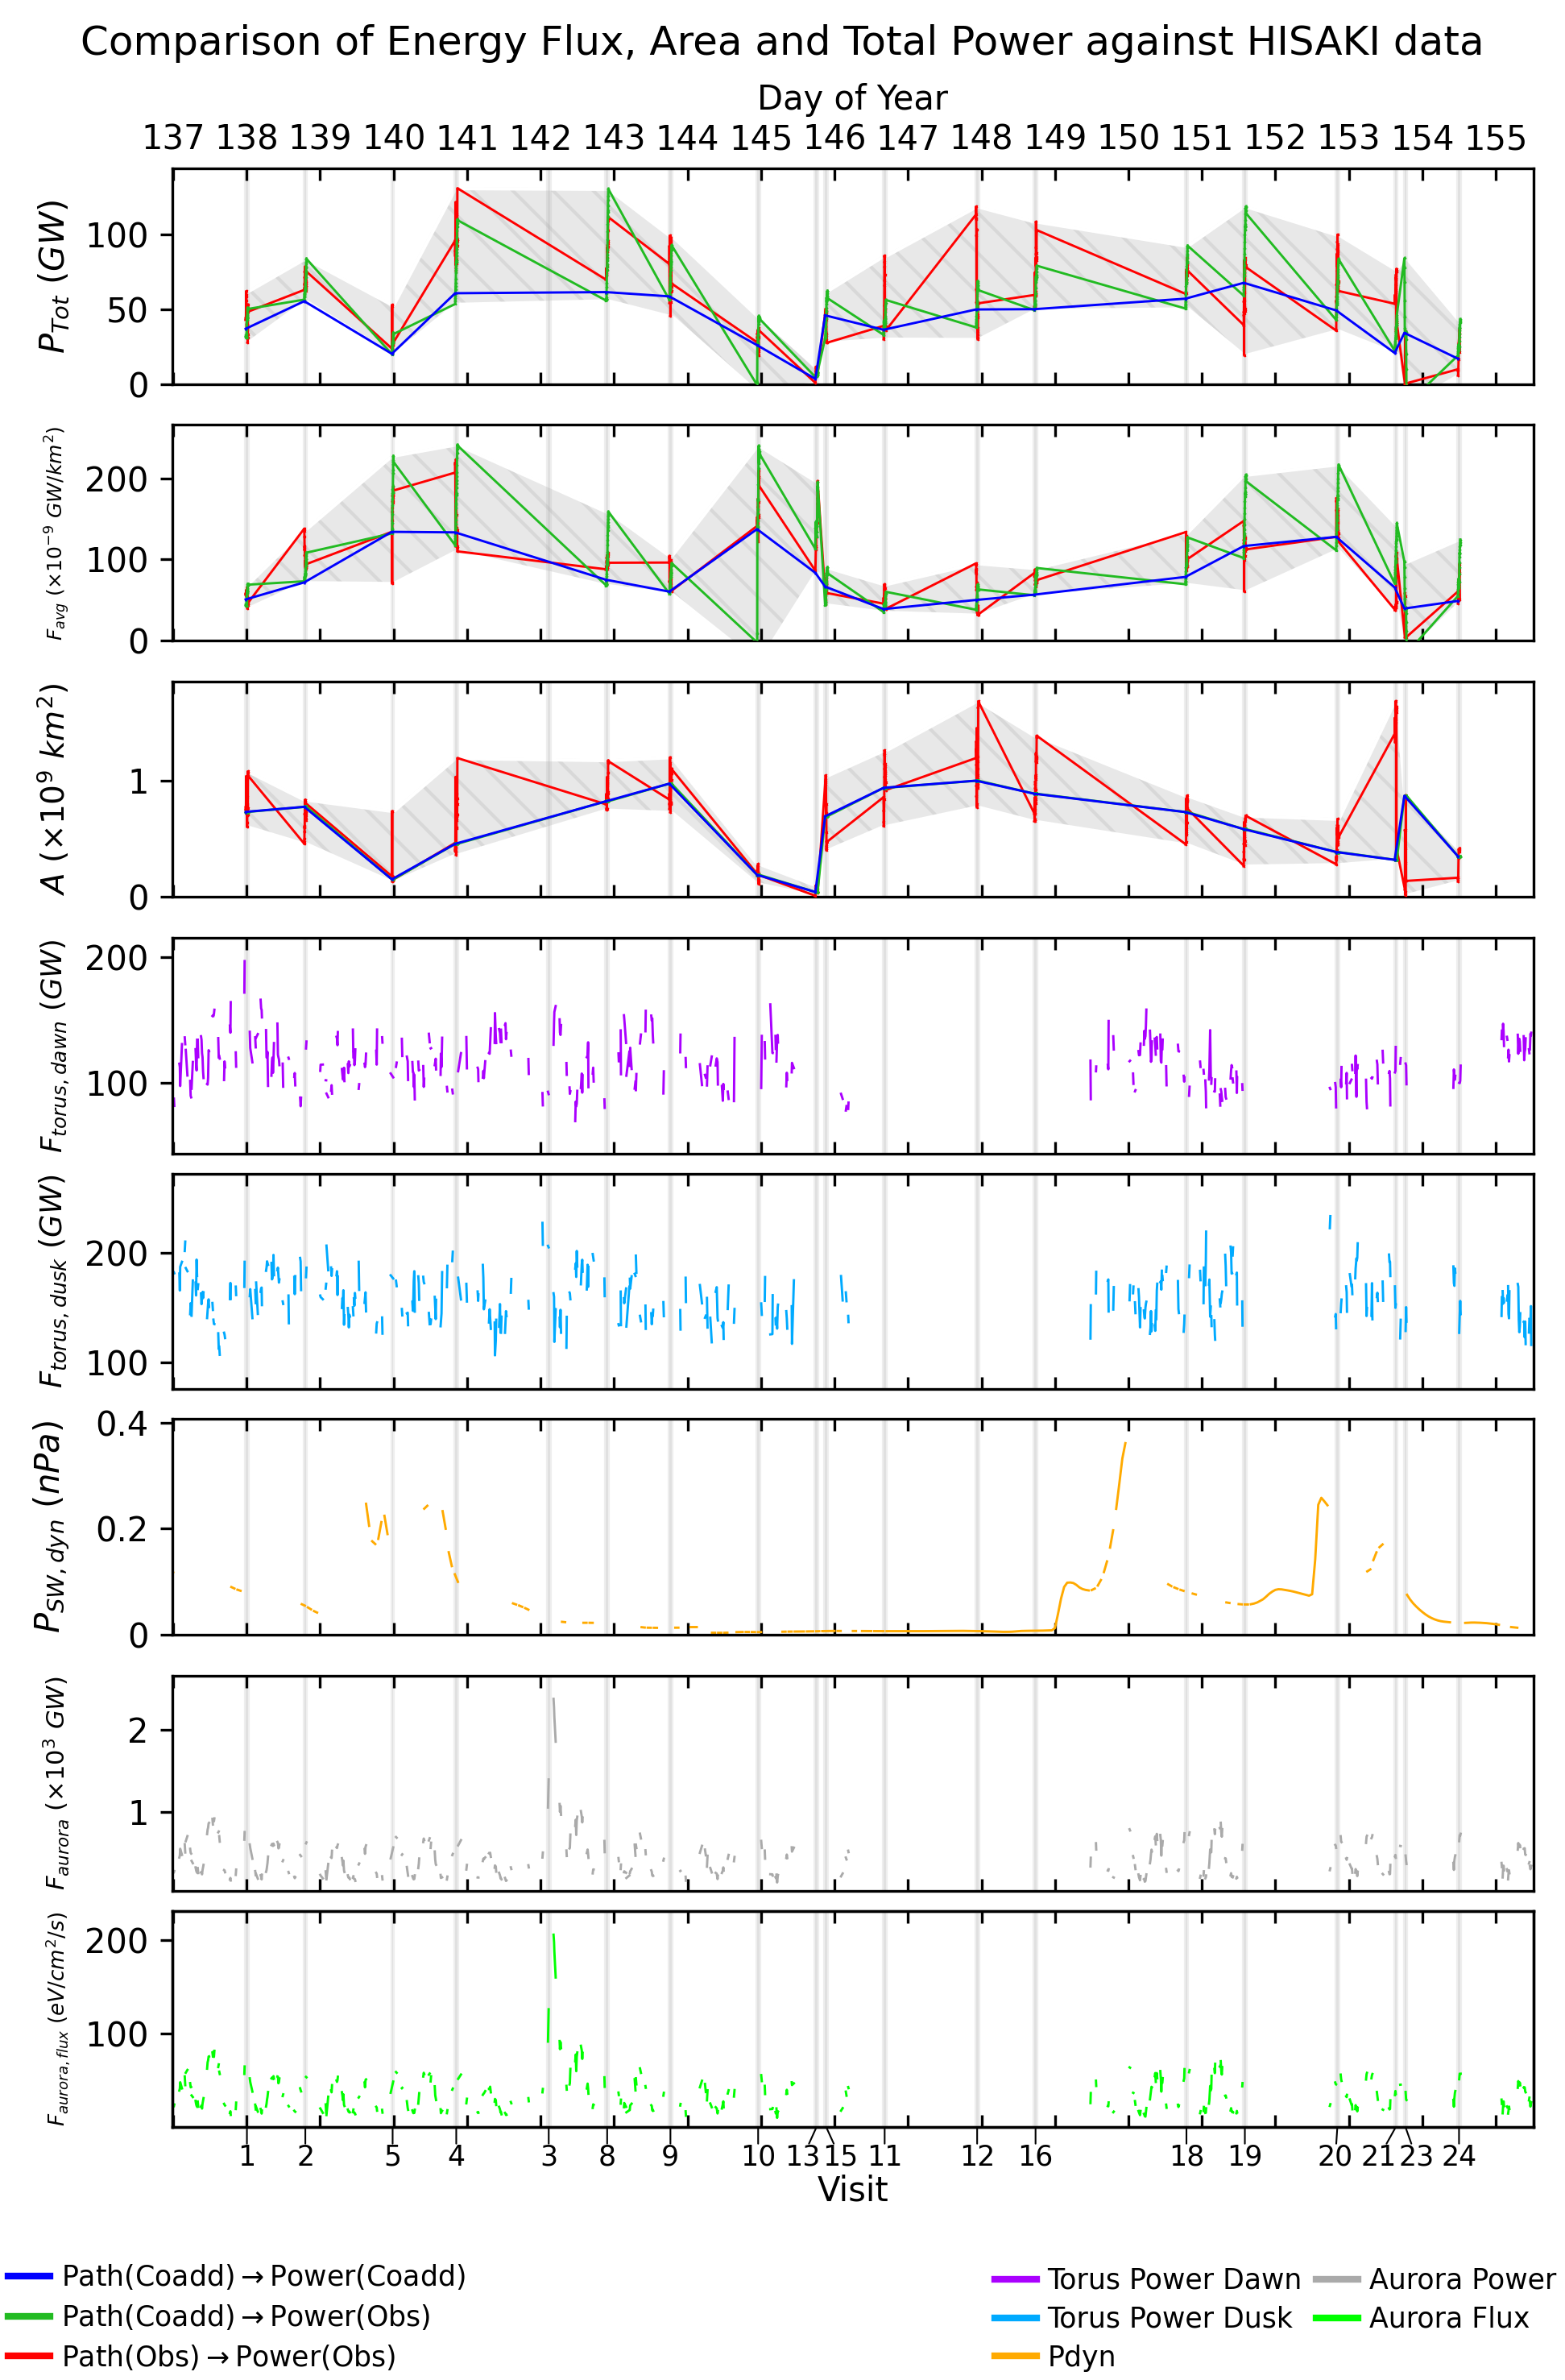 Comparison of Energy Flux, Area and Total Power against HISAKI data
Day of Year
137 138 139 140 141 142 143 144 145 146 147 148 149 150 151 152 153 154 155
P_Tot (GW)
100
50
0
F_avg (×10⁻⁹ GW/km²)
200
100
0
A (×10⁹ km²)
1
0
F_torus, dawn (GW)
200
100
F_torus, dusk (GW)
200
100
P_SW, dyn (nPa)
0.4
0.2
0
F_aurora (×10³ GW)
2
1
F_aurora, flux (eV/cm²/s)
200
100
1 2 5 4 3 8 9 10 13 15 11 12 16 18 19 20 21 23 24
Visit
Path(Coadd)→Power(Coadd)
Path(Coadd)→Power(Obs)
Path(Obs)→Power(Obs)
Torus Power Dawn
Torus Power Dusk
Pdyn
Aurora Power
Aurora Flux